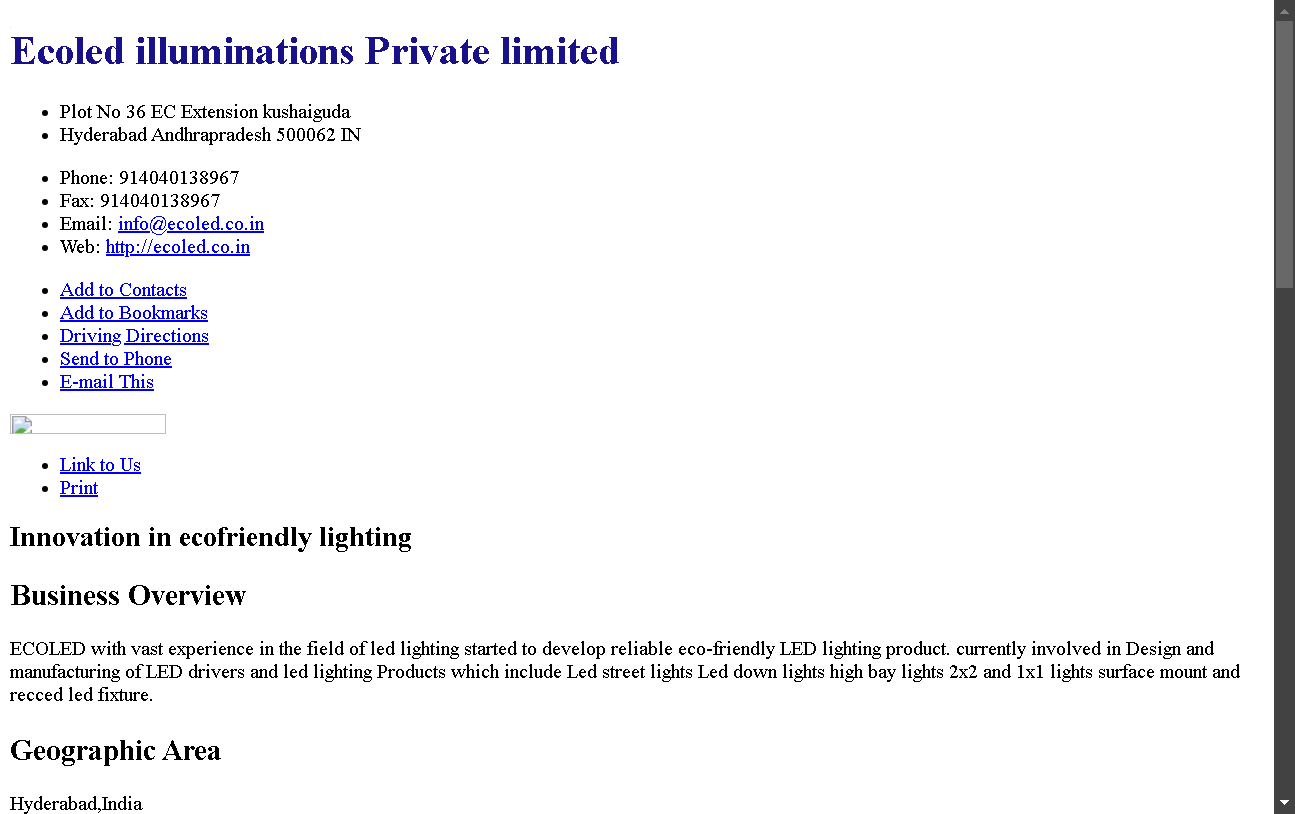 Ecoled illuminations Private limited
Plot No 36 EC Extension kushaiguda
Hyderabad Andhrapradesh 500062 IN
Phone: 914040138967
Fax: 914040138967
Email: info@ecoled.co.in
Web: http://ecoled.co.in
Add to Contacts
Add to Bookmarks
Driving Directions
Send to Phone
E-mail This
Link to Us
Print
Innovation in ecofriendly lighting
Business Overview
ECOLED with vast experience in the field of led lighting started to develop reliable eco-friendly LED lighting product. currently involved in Design and
manufacturing of LED drivers and led lighting Products which include Led street lights Led down lights high bay lights 2x2 and 1x1 lights surface mount and
recced led fixture.
Geographic Area
Hyderabad,India